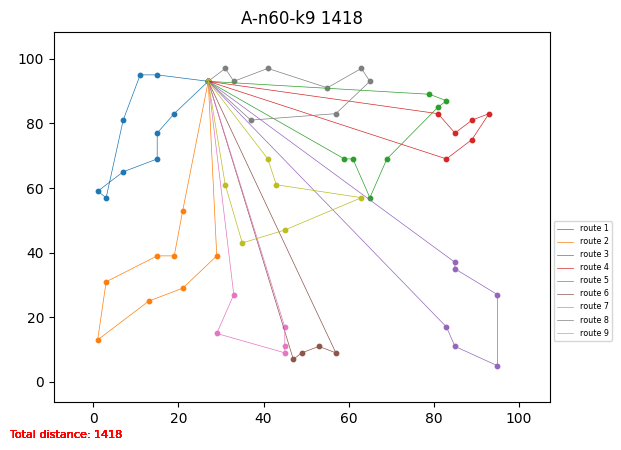 A-n60-k9 1418
100
80
60
40
20
0
0 20 40 60 80 100
route 1
route 2
route 3
route 4
route 5
route 6
route 7
route 8
route 9
Total distance: 1418